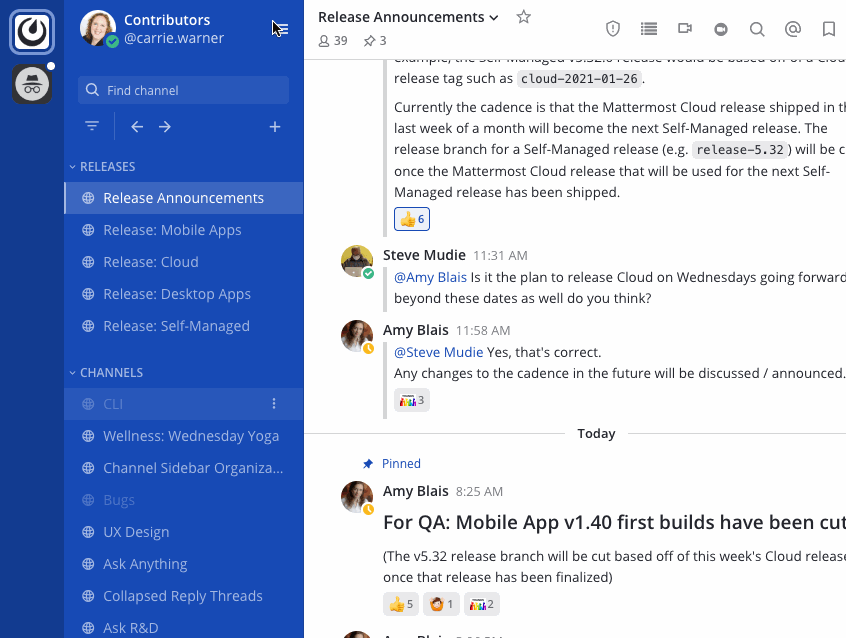 Contributors
@carrie.warner
Find channel
RELEASES
Release Announcements
Release: Mobile Apps
Release: Cloud
Release: Desktop Apps
Release: Self-Managed
CHANNELS
CLI
Wellness: Wednesday Yoga
Channel Sidebar Organiza...
Bugs
UX Design
Ask Anything
Collapsed Reply Threads
Ask R&D
Release Announcements
39 3
release tag such as cloud-2021-01-26.
Currently the cadence is that the Mattermost Cloud release shipped in th
last week of a month will become the next Self-Managed release. The
release branch for a Self-Managed release (e.g. release-5.32) will be c
once the Mattermost Cloud release that will be used for the next Self-
Managed release has been shipped.
6
Steve Mudie 11:31 AM
@Amy Blais Is it the plan to release Cloud on Wednesdays going forward
beyond these dates as well do you think?
Amy Blais 11:58 AM
@Steve Mudie Yes, that's correct.
Any changes to the cadence in the future will be discussed / announced.
3
Today
Pinned
Amy Blais 8:25 AM
For QA: Mobile App v1.40 first builds have been cut
(The v5.32 release branch will be cut based off of this week's Cloud release
once that release has been finalized)
5 1 2